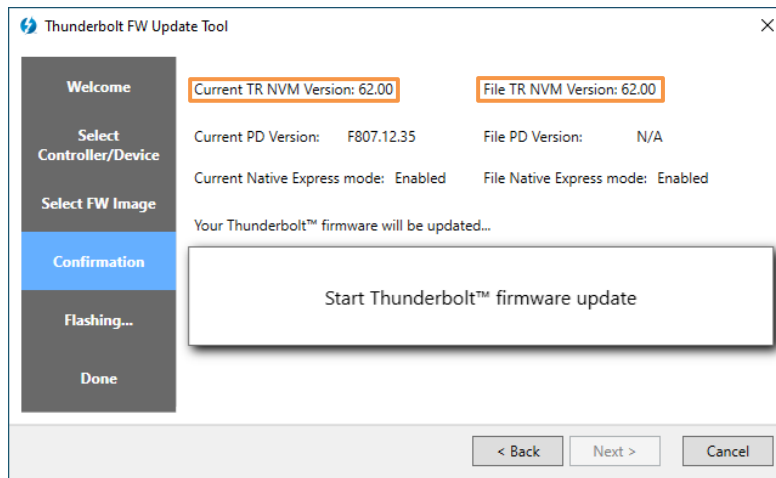 Thunderbolt FW Update Tool
Welcome
Select
Controller/Device
Select FW Image
Confirmation
Flashing...
Done
Current TR NVM Version: 62.00
File TR NVM Version: 62.00
Current PD Version: F807.12.35
File PD Version: N/A
Current Native Express mode: Enabled
File Native Express mode: Enabled
Your Thunderbolt™ firmware will be updated...
Start Thunderbolt™ firmware update
< Back
Next >
Cancel